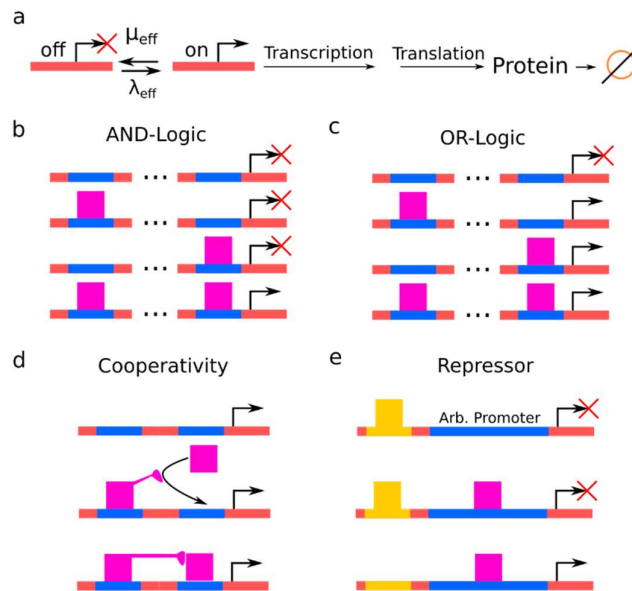 a
off μeff λeff on Transcription Translation Protein
b AND-Logic
...
...
...
...
c OR-Logic
...
...
...
...
d Cooperativity
e Repressor
Arb. Promoter